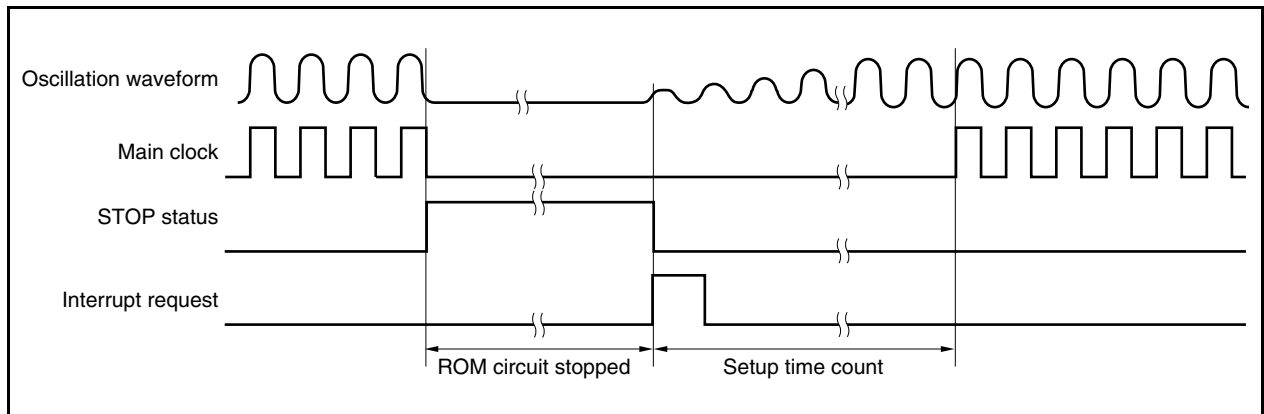 Oscillation waveform
Main clock
STOP status
Interrupt request
ROM circuit stopped
Setup time count